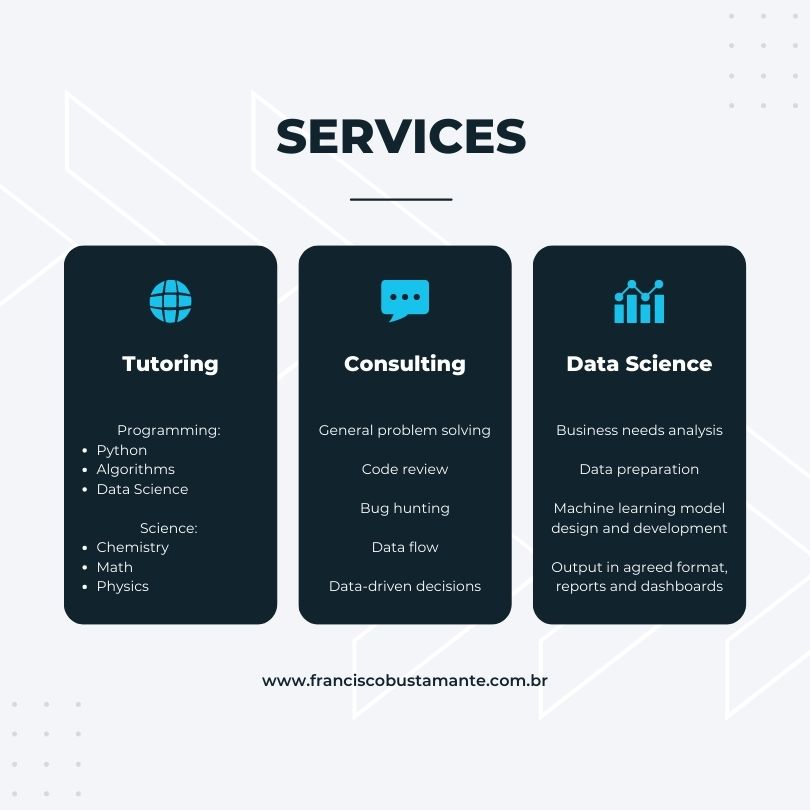 SERVICES
Tutoring
Programming:
• Python
• Algorithms
• Data Science
Science:
• Chemistry
• Math
• Physics
Consulting
General problem solving
Code review
Bug hunting
Data flow
Data-driven decisions
Data Science
Business needs analysis
Data preparation
Machine learning model
design and development
Output in agreed format,
reports and dashboards
www.franciscobustamante.com.br